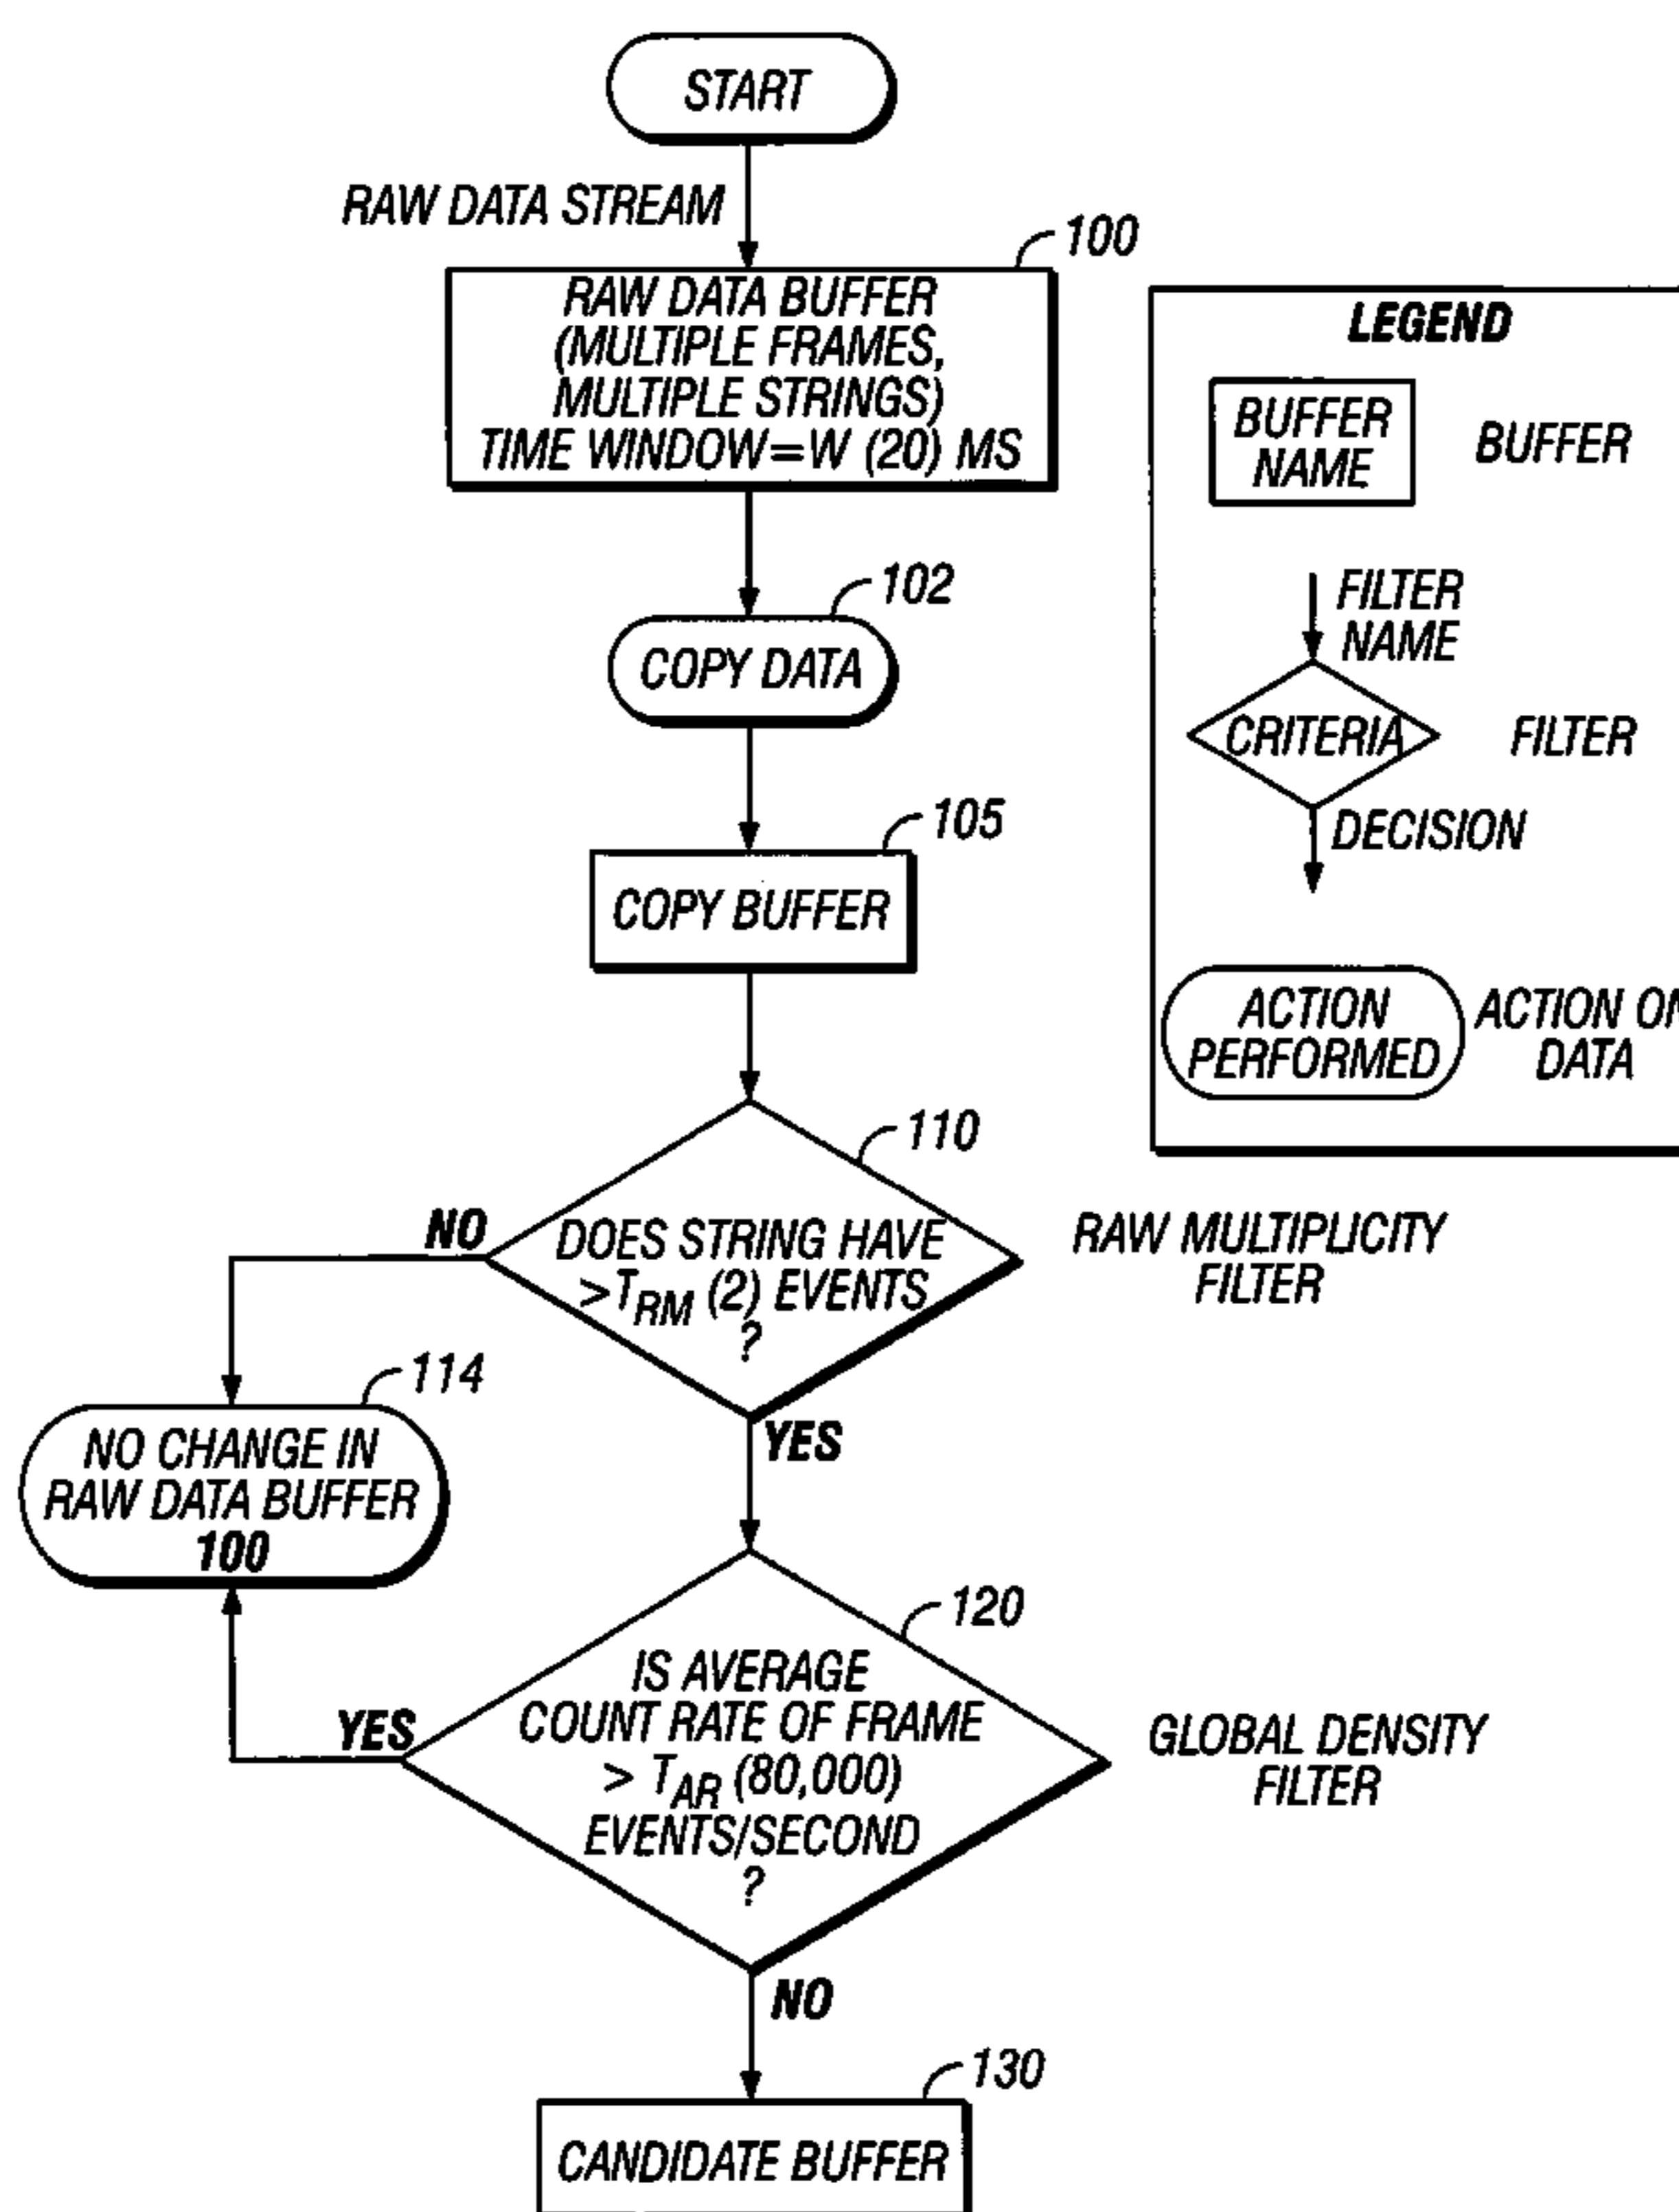 START
RAW DATA STREAM
100
RAW DATA BUFFER
(MULTIPLE FRAMES,
MULTIPLE STRINGS)
TIME WINDOW=W (20) MS
102
COPY DATA
105
COPY BUFFER
110
DOES STRING HAVE
>T_RM (2) EVENTS
?
RAW MULTIPLICITY
FILTER
NO
YES
114
NO CHANGE IN
RAW DATA BUFFER
100
120
IS AVERAGE
COUNT RATE OF FRAME
> T_AR (80,000)
EVENTS/SECOND
?
GLOBAL DENSITY
FILTER
YES
NO
130
CANDIDATE BUFFER
LEGEND
BUFFER
NAME
BUFFER
FILTER
NAME
CRITERIA
FILTER
DECISION
ACTION
PERFORMED
ACTION ON
DATA